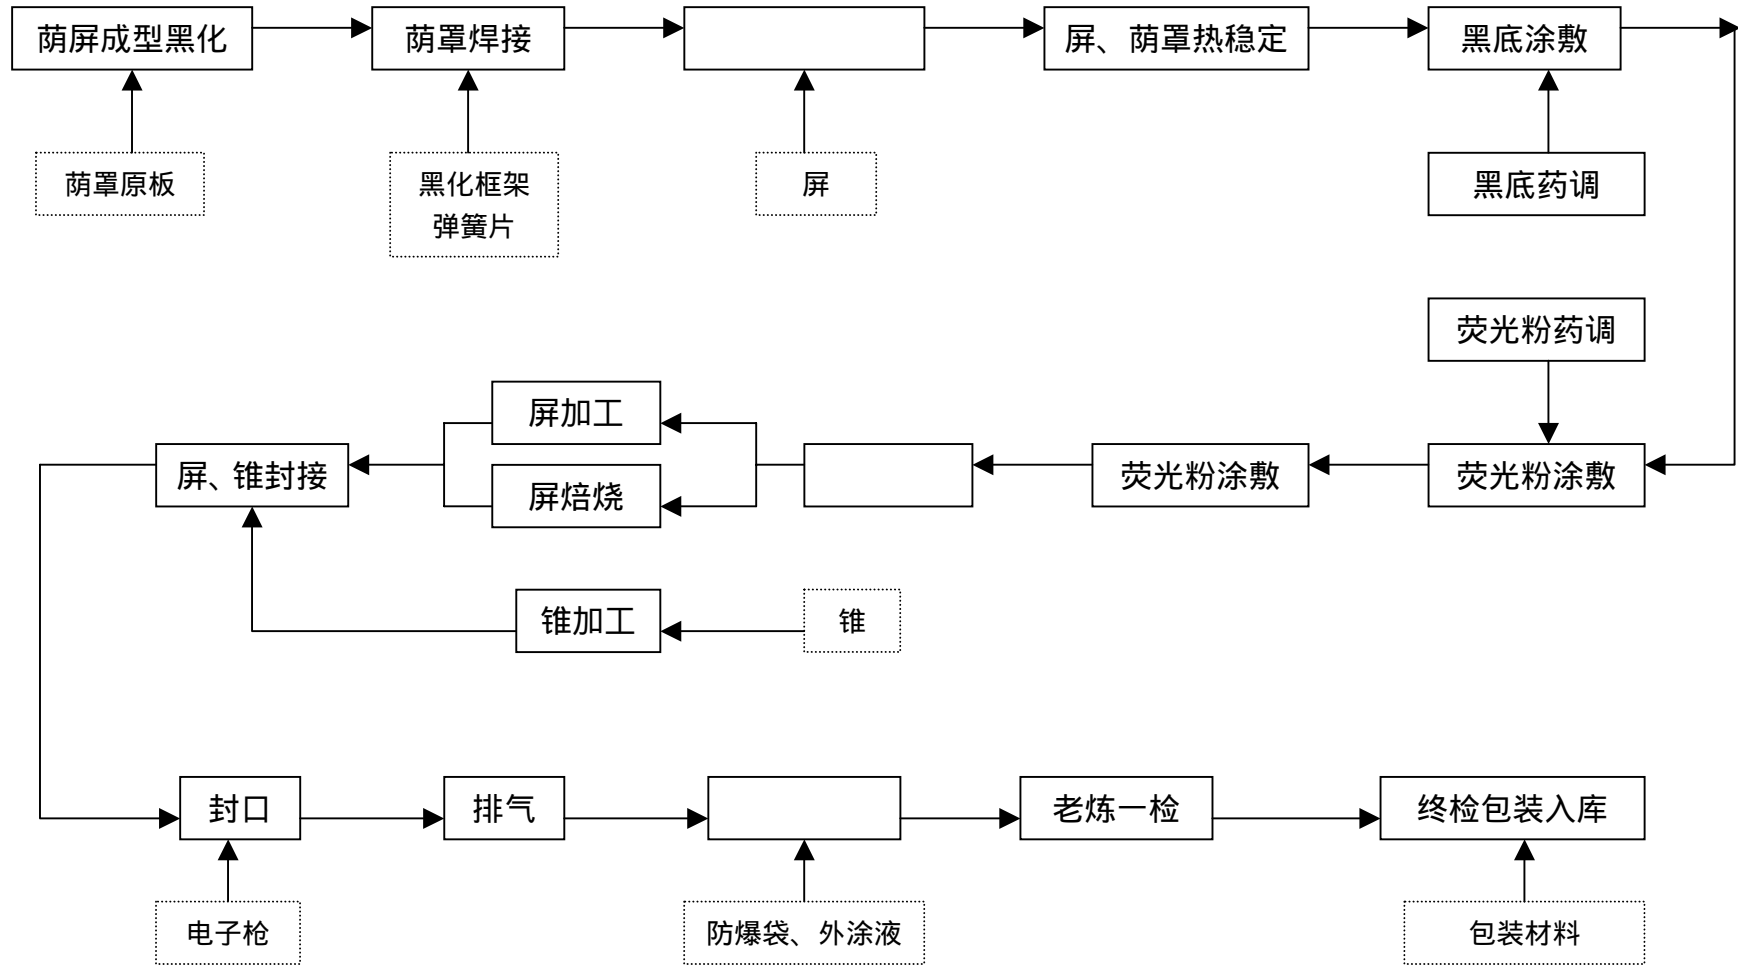 荫屏成型黑化
荫罩焊接
屏、荫罩热稳定
黑底涂敷
荫罩原板
黑化框架
弹簧片
屏
黑底药调
荧光粉药调
屏加工
屏焙烧
屏、锥封接
荧光粉涂敷
荧光粉涂敷
锥加工
锥
封口
排气
老炼一检
终检包装入库
电子枪
防爆袋、外涂液
包装材料